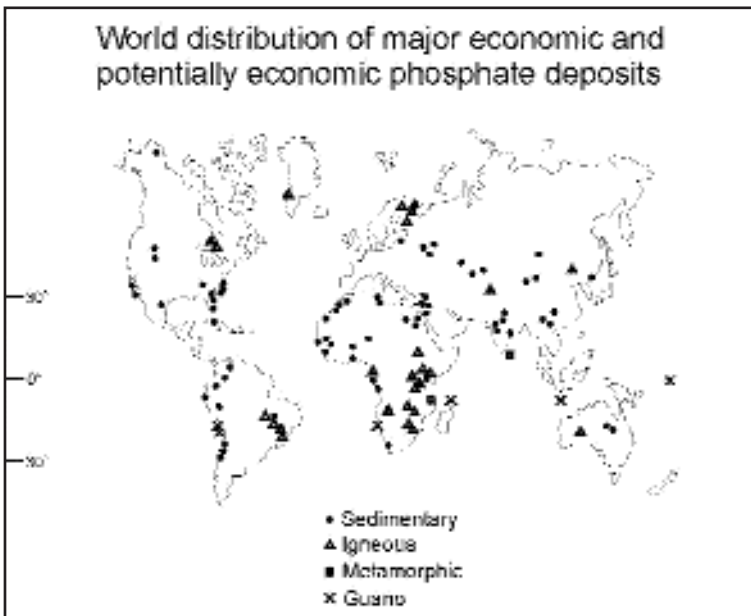 World distribution of major economic and
potentially economic phosphate deposits
30°
0°
30°
Sedimentary
Igneous
Metamorphic
Guano